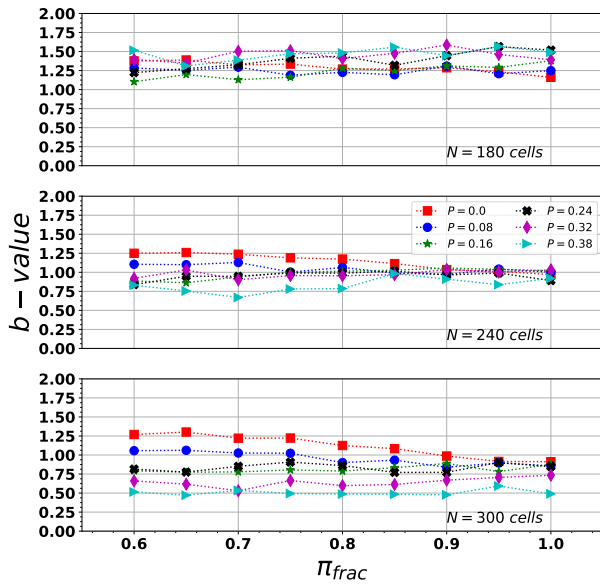 2.00
1.75
1.50
1.25
1.00
0.75
0.50
0.25
0.00
N = 180 cells
2.00
1.75
1.50
1.25
1.00
0.75
0.50
0.25
0.00
P = 0.0
P = 0.08
P = 0.16
P = 0.24
P = 0.32
P = 0.38
N = 240 cells
b − value
2.00
1.75
1.50
1.25
1.00
0.75
0.50
0.25
0.00
N = 300 cells
0.6 0.7 0.8 0.9 1.0
π_frac